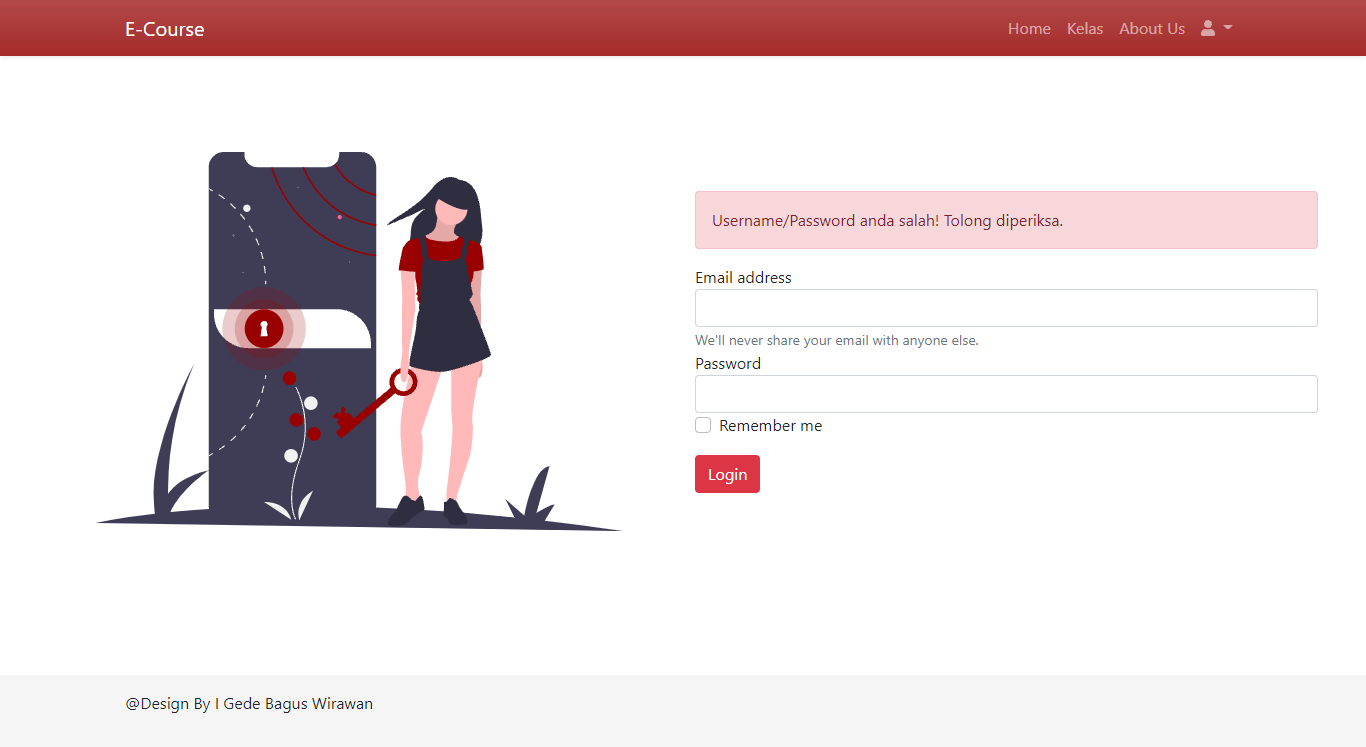 E-Course
Home Kelas About Us
Username/Password anda salah! Tolong diperiksa.
Email address
We'll never share your email with anyone else.
Password
Remember me
Login
@Design By I Gede Bagus Wirawan